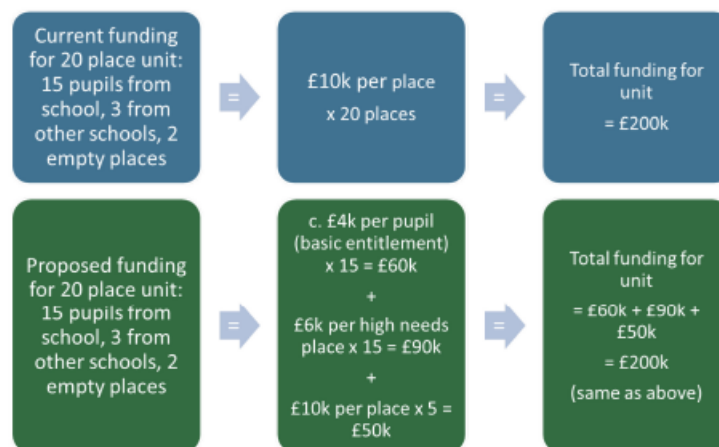 Current funding
for 20 place unit:
15 pupils from
school, 3 from
other schools, 2
empty places
=
£10k per place
x 20 places
=
Total funding for
unit
= £200k
Proposed funding
for 20 place unit:
15 pupils from
school, 3 from
other schools, 2
empty places
=
c. £4k per pupil
(basic entitlement)
x 15 = £60k
+
£6k per high needs
place x 15 = £90k
+
£10k per place x 5 =
£50k
=
Total funding for
unit
= £60k + £90k +
£50k
= £200k
(same as above)